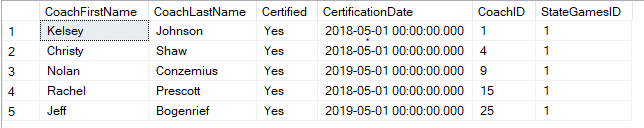 CoachFirstName CoachLastName Certified CertificationDate CoachID StateGamesID
1 Kelsey Johnson Yes 2018-05-01 00:00:00.000 1 1
2 Christy Shaw Yes 2018-05-01 00:00:00.000 4 1
3 Nolan Conzemius Yes 2019-05-01 00:00:00.000 9 1
4 Rachel Prescott Yes 2018-05-01 00:00:00.000 15 1
5 Jeff Bogenrief Yes 2019-05-01 00:00:00.000 25 1